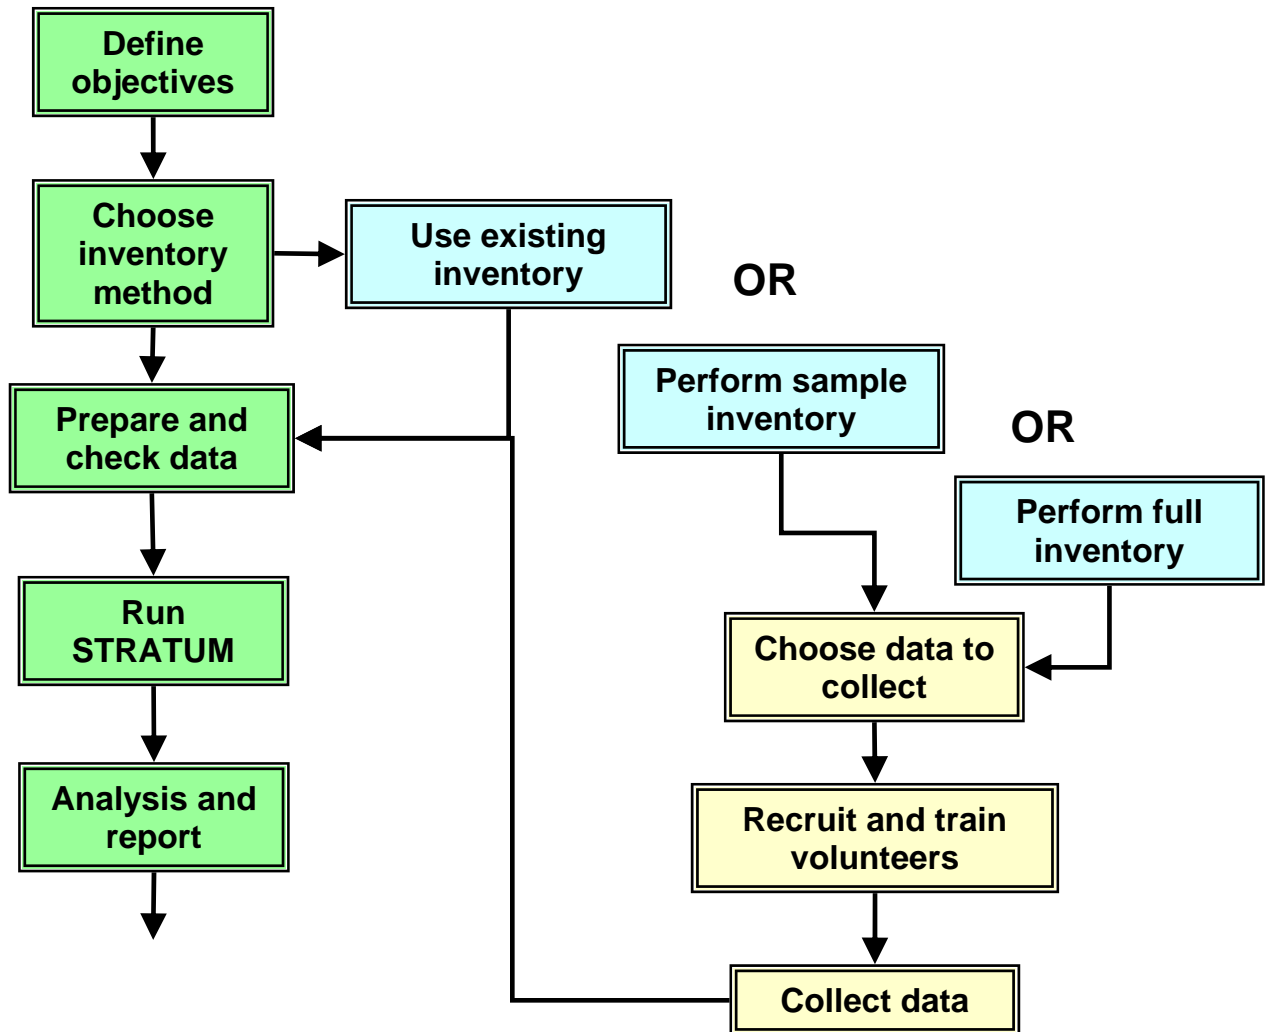 Define
objectives
Choose
inventory
method
Use existing
inventory
OR
Perform sample
inventory
OR
Perform full
inventory
Prepare and
check data
Run
STRATUM
Analysis and
report
Choose data to
collect
Recruit and train
volunteers
Collect data